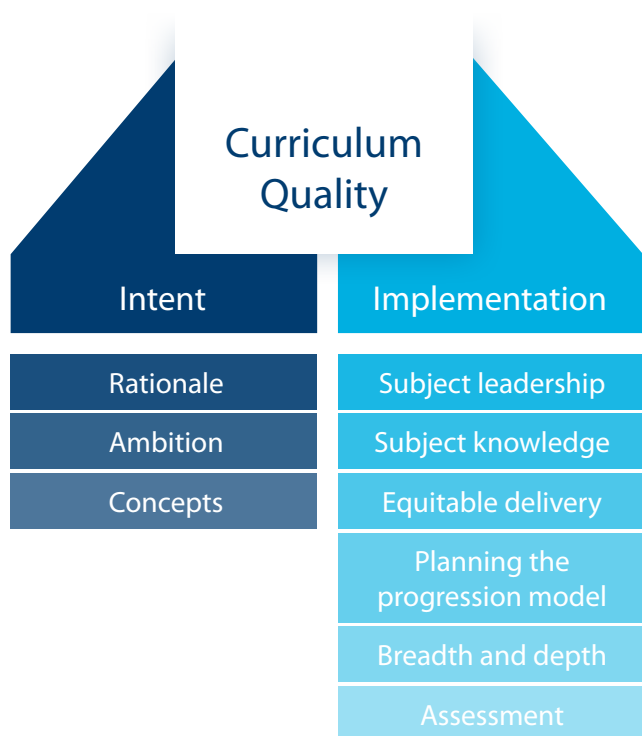 Curriculum
Quality
Intent
Implementation
Rationale
Ambition
Concepts
Subject leadership
Subject knowledge
Equitable delivery
Planning the
progression model
Breadth and depth
Assessment